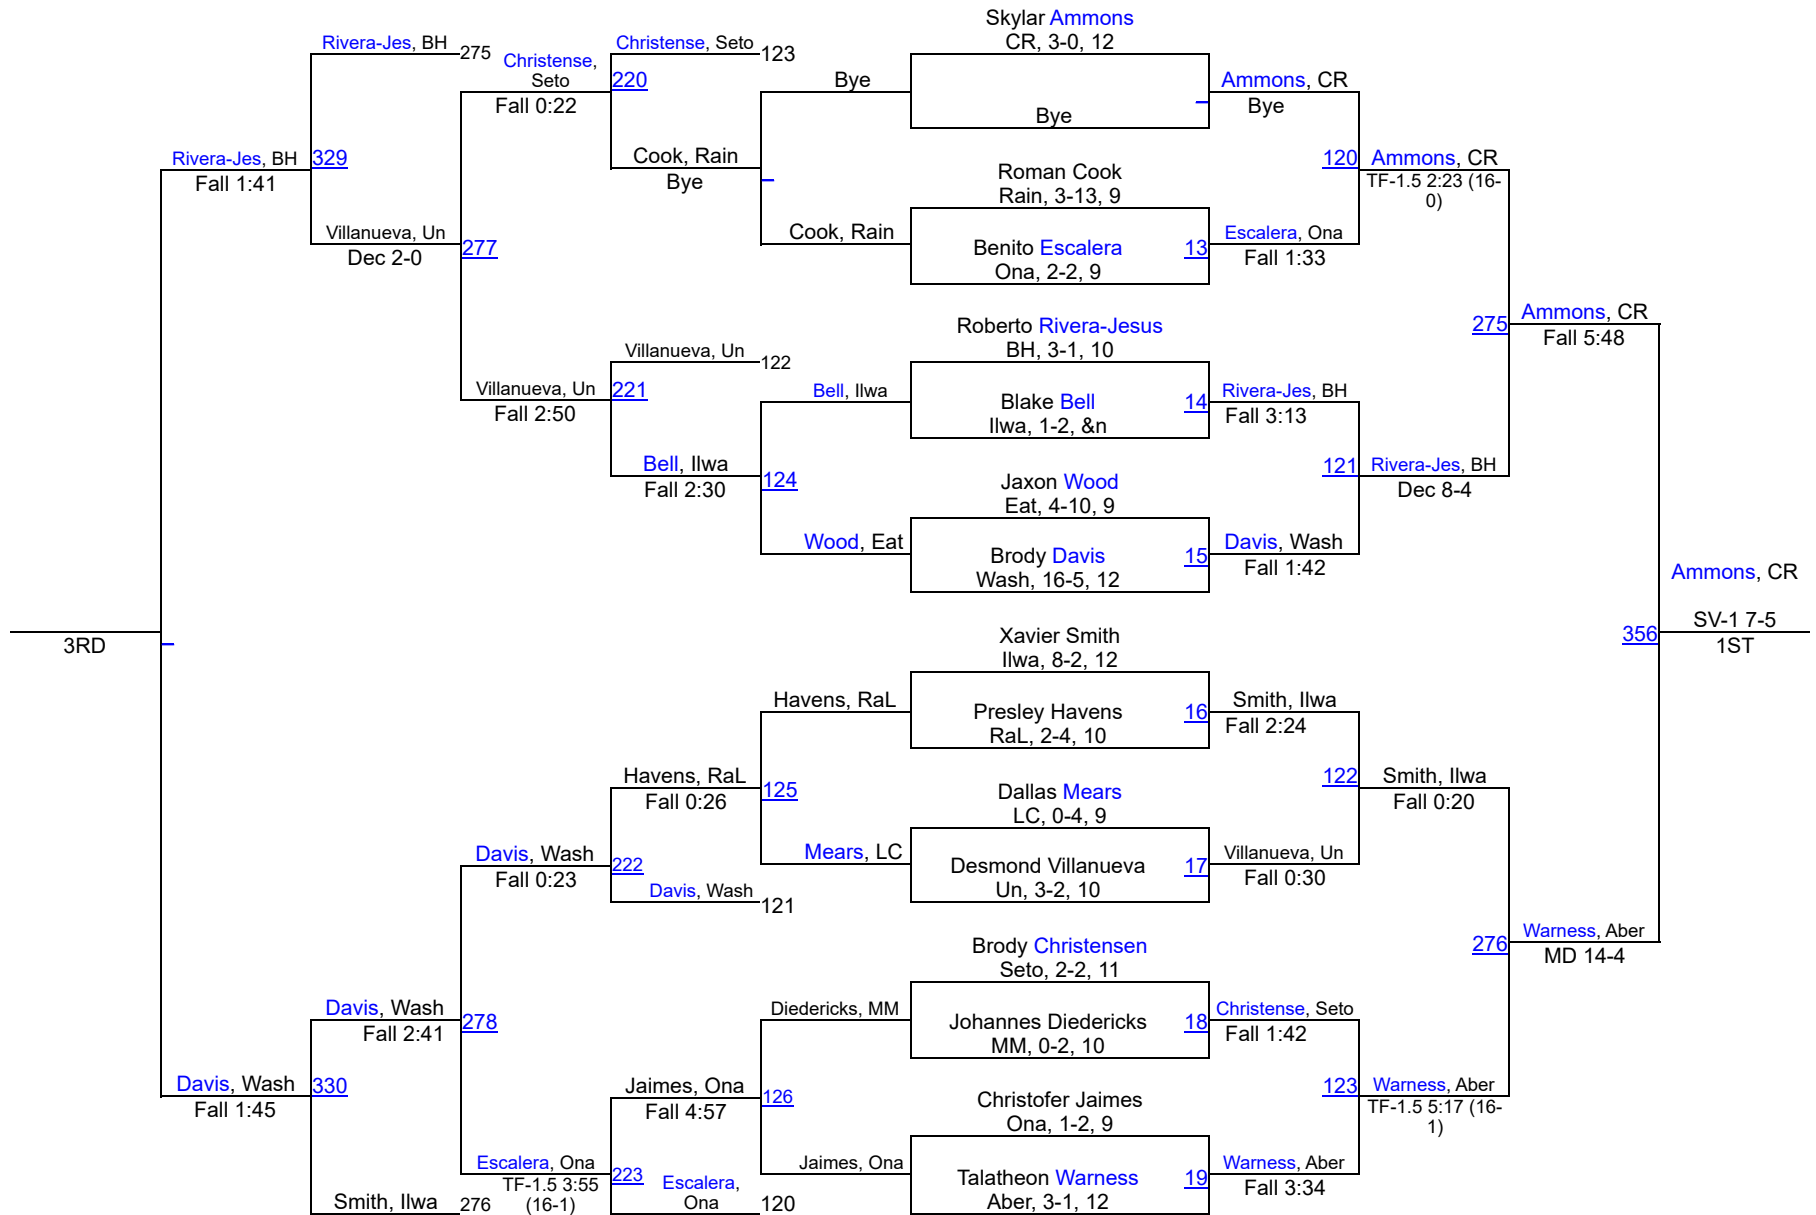 Skylar Ammons
CR, 3-0, 12
Bye
Roman Cook
Rain, 3-13, 9
Benito Escalera
13
Ona, 2-2, 9
Roberto Rivera-Jesus
BH, 3-1, 10
Blake Bell
14
Ilwa, 1-2, &n
Jaxon Wood
Eat, 4-10, 9
Brody Davis
15
Wash, 16-5, 12
Xavier Smith
Ilwa, 8-2, 12
Presley Havens
16
RaL, 2-4, 10
Dallas Mears
LC, 0-4, 9
Desmond Villanueva
17
Un, 3-2, 10
Brody Christensen
Seto, 2-2, 11
Johannes Diedericks
18
MM, 0-2, 10
Christofer Jaimes
Ona, 1-2, 9
Talatheon Warness
19
Aber, 3-1, 12
Ammons, CR
Bye
120
Escalera, Ona
Fall 1:33
Rivera-Jes, BH
Fall 3:13
121
Davis, Wash
Fall 1:42
Smith, Ilwa
Fall 2:24
122
Villanueva, Un
Fall 0:30
Christense, Seto
Fall 1:42
123
Warness, Aber
Fall 3:34
Ammons, CR
TF-1.5 2:23 (16-
0)
275
Rivera-Jes, BH
Dec 8-4
Smith, Ilwa
Fall 0:20
276
Warness, Aber
TF-1.5 5:17 (16-
1)
Ammons, CR
Fall 5:48
356
Warness, Aber
MD 14-4
Ammons, CR
SV-1 7-5
1ST
Bye
Cook, Rain
Bell, Ilwa
124
Wood, Eat
Havens, RaL
125
Mears, LC
Diedericks, MM
126
Jaimes, Ona
Christense, Seto
123
220
Cook, Rain
Bye
Villanueva, Un
122
221
Bell, Ilwa
Fall 2:30
Havens, RaL
Fall 0:26
222
Davis, Wash
121
Jaimes, Ona
Fall 4:57
223
Escalera,
Ona
120
Christense,
Seto
Fall 0:22
277
Villanueva, Un
Fall 2:50
Davis, Wash
Fall 0:23
278
Escalera, Ona
TF-1.5 3:55
(16-1)
Rivera-Jes, BH
275
329
Villanueva, Un
Dec 2-0
Davis, Wash
Fall 2:41
330
Smith, Ilwa
276
Rivera-Jes, BH
Fall 1:41
Davis, Wash
Fall 1:45
3RD